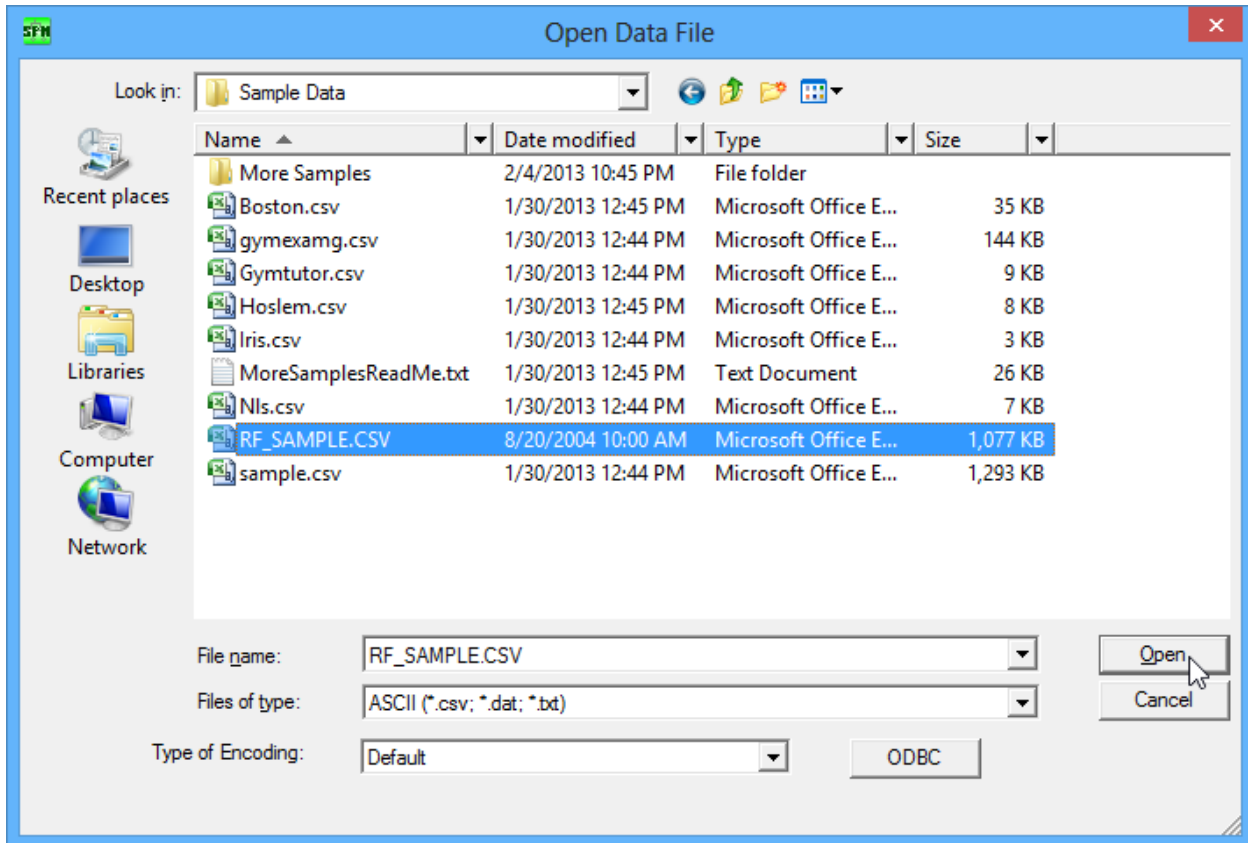 SPM Open Data File
Look in: Sample Data
Name Date modified Type Size
More Samples 2/4/2013 10:45 PM File folder
Boston.csv 1/30/2013 12:45 PM Microsoft Office E... 35 KB
gymexamg.csv 1/30/2013 12:44 PM Microsoft Office E... 144 KB
Gymtutor.csv 1/30/2013 12:44 PM Microsoft Office E... 9 KB
Hoslem.csv 1/30/2013 12:45 PM Microsoft Office E... 8 KB
Iris.csv 1/30/2013 12:44 PM Microsoft Office E... 3 KB
MoreSamplesReadMe.txt 1/30/2013 12:45 PM Text Document 26 KB
Nls.csv 1/30/2013 12:44 PM Microsoft Office E... 7 KB
RF_SAMPLE.CSV 8/20/2004 10:00 AM Microsoft Office E... 1,077 KB
sample.csv 1/30/2013 12:44 PM Microsoft Office E... 1,293 KB
Recent places
Desktop
Libraries
Computer
Network
File name: RF_SAMPLE.CSV Open
Files of type: ASCII (*.csv; *.dat; *.txt) Cancel
Type of Encoding: Default ODBC